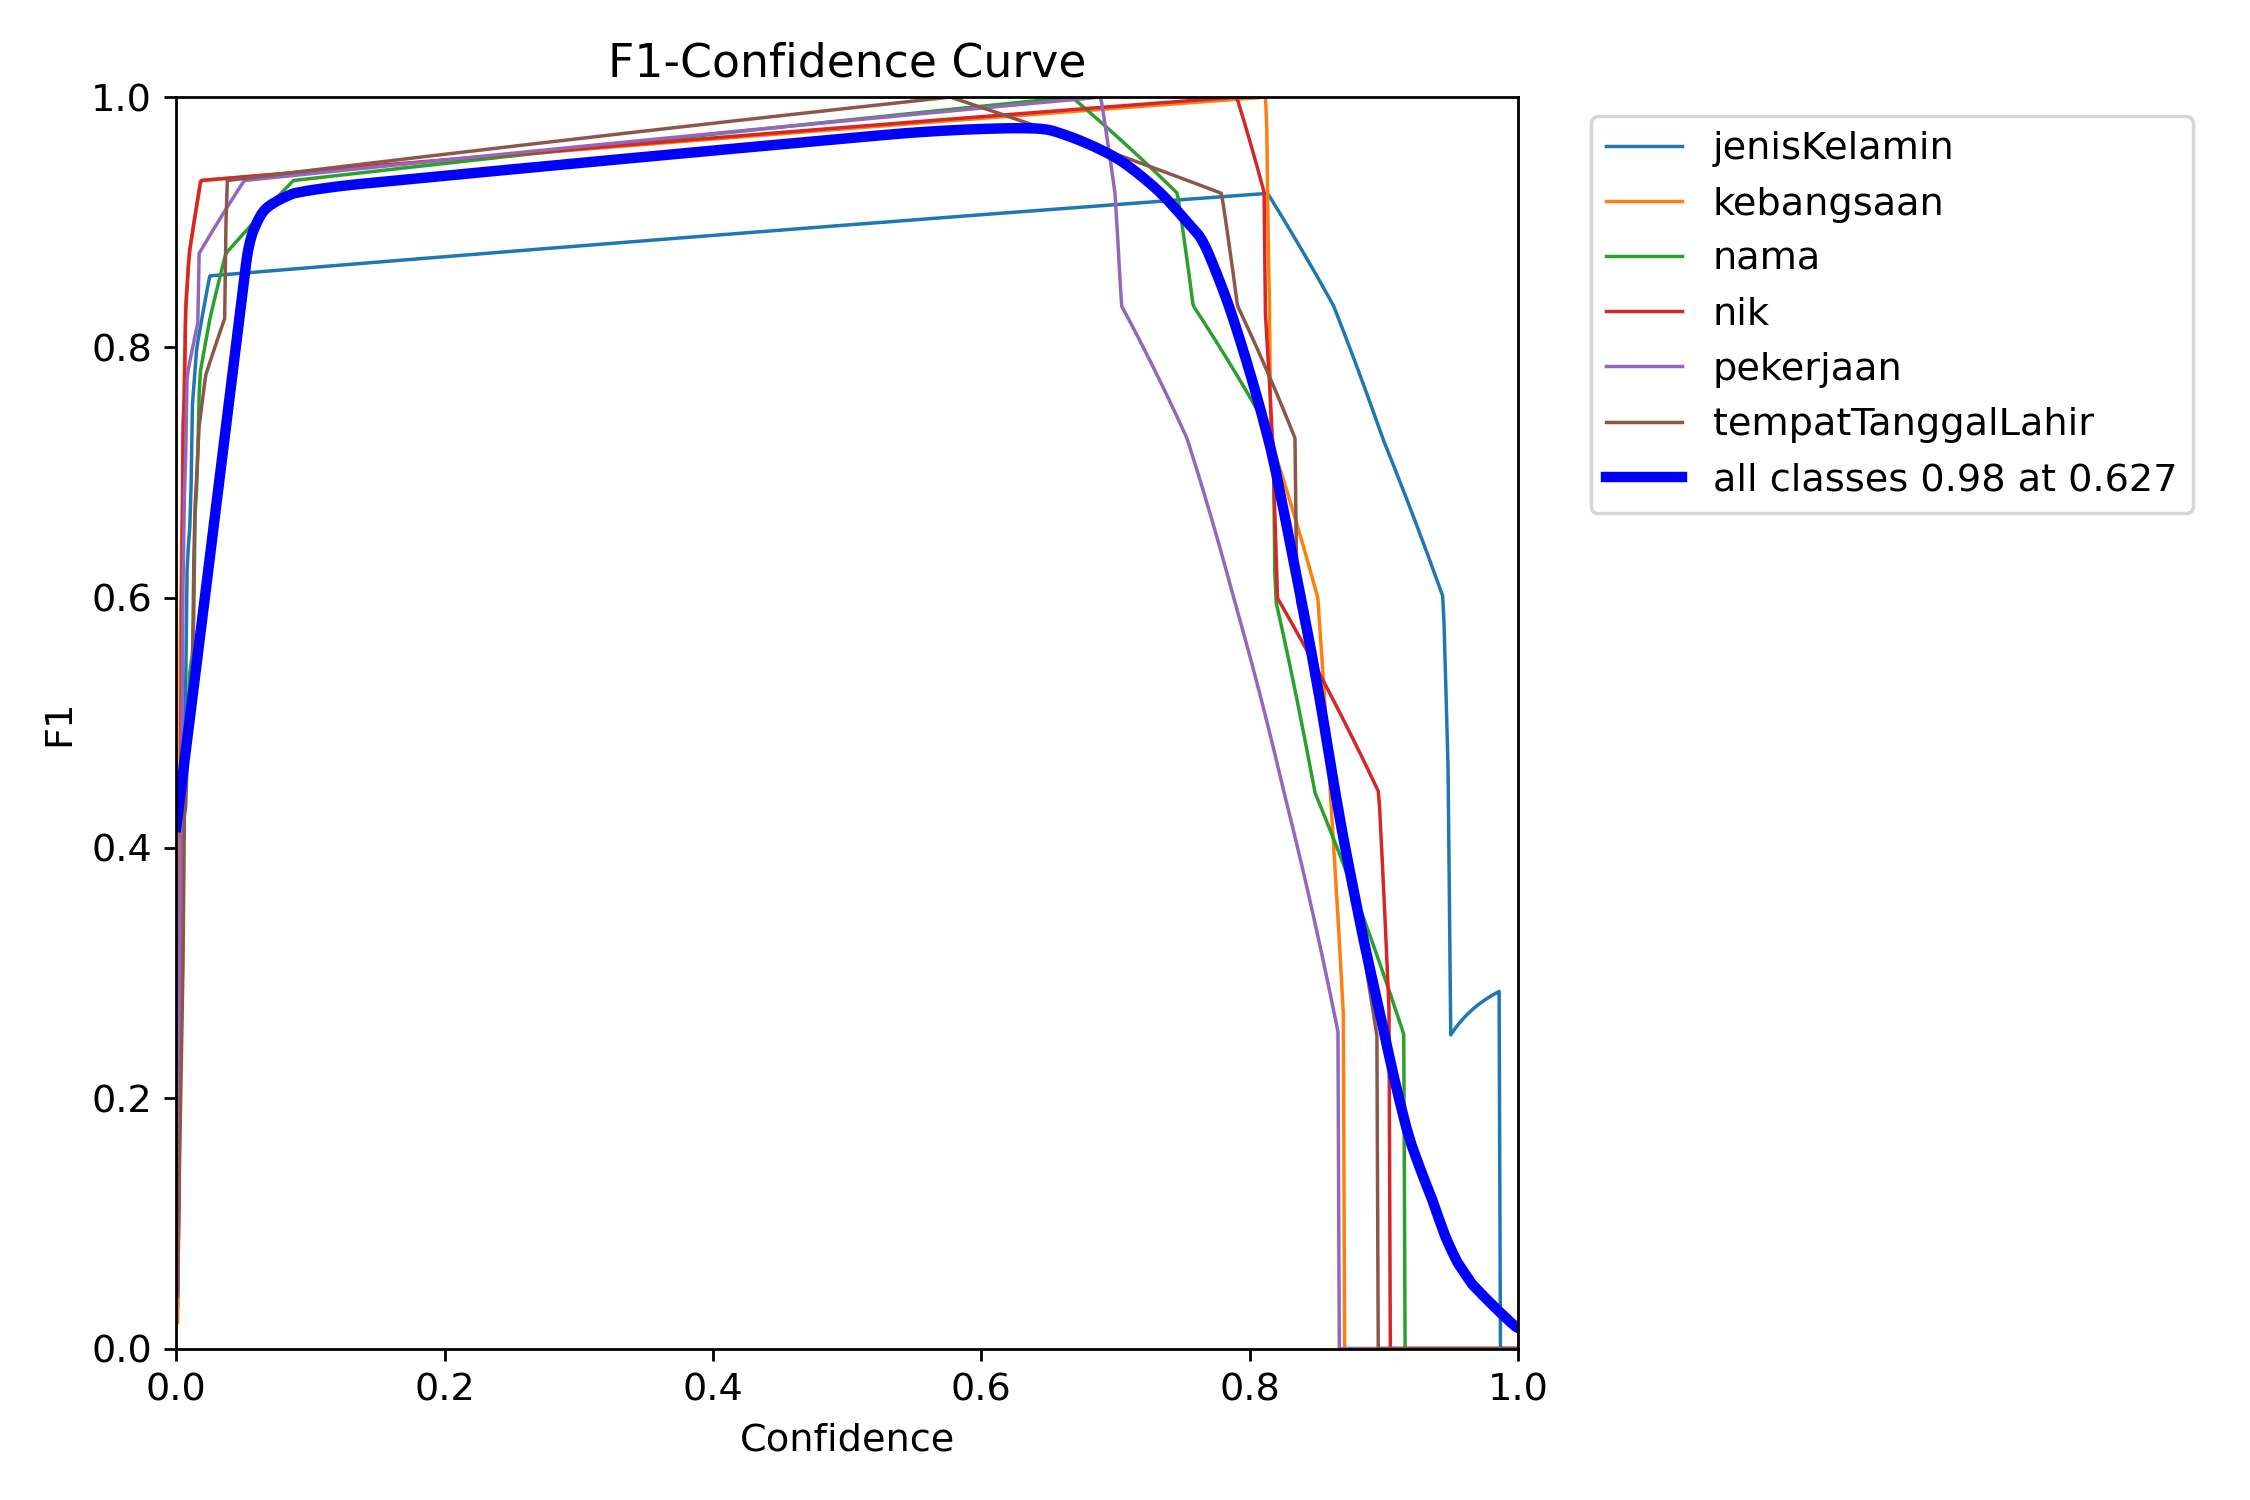 F1-Confidence Curve
1.0
0.8
0.6
0.4
0.2
0.0
F1
0.0 0.2 0.4 0.6 0.8 1.0
Confidence
jenisKelamin
kebangsaan
nama
nik
pekerjaan
tempatTanggalLahir
all classes 0.98 at 0.627